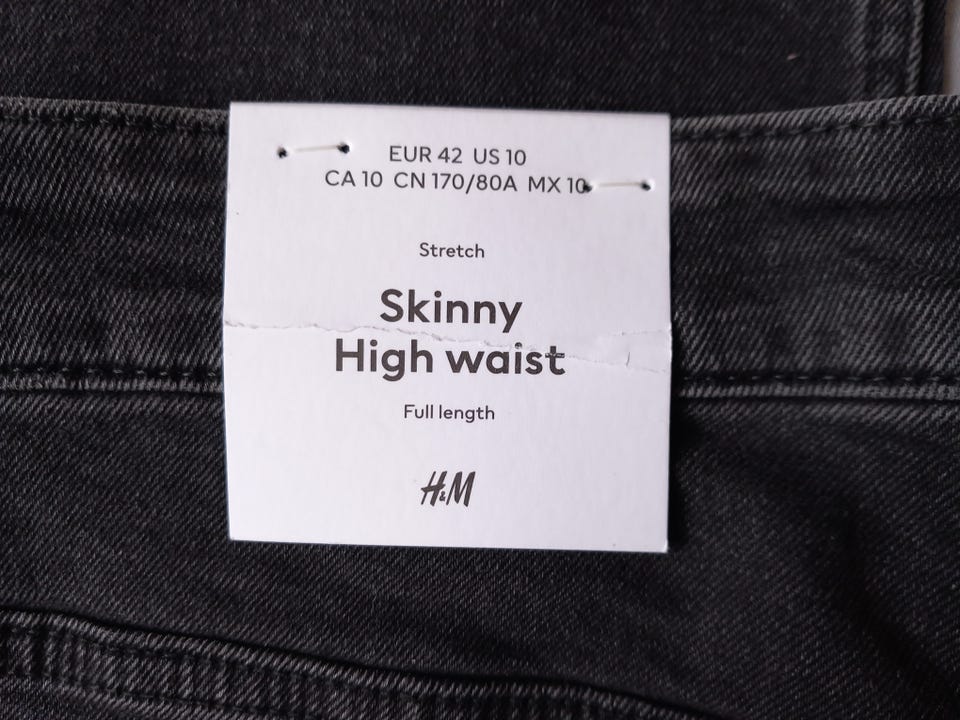 EUR 42 US 10
CA 10 CN 170/80A MX 10
Stretch
Skinny
High waist
Full length
H&M